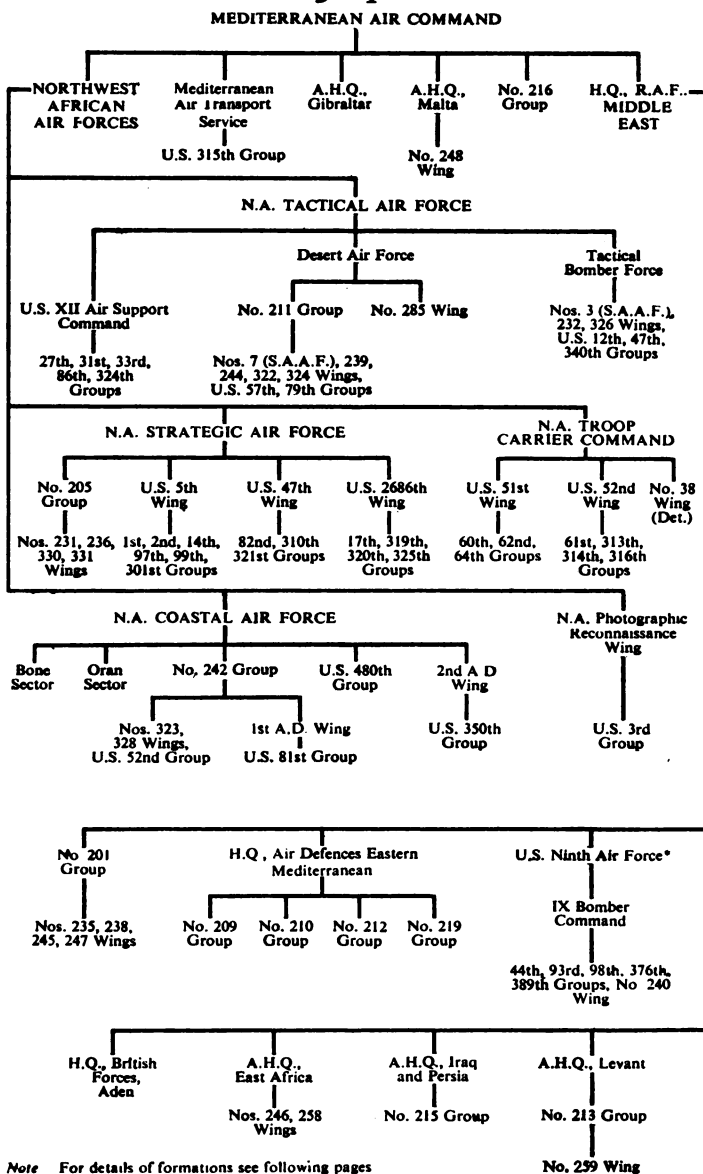 MEDITERRANEAN AIR COMMAND
NORTHWEST
AFRICAN
AIR FORCES
Mediterranean
Air Transport
Service
U.S. 315th Group
A.H.Q.,
Gibraltar
A.H.Q.,
Malta
No. 248
Wing
No. 216
Group
H.Q., R.A.F..
MIDDLE
EAST
N.A. TACTICAL AIR FORCE
U.S. XII Air Support
Command
27th, 31st, 33rd,
86th, 324th
Groups
Desert Air Force
No. 211 Group
Nos. 7 (S.A.A.F.), 239,
244, 322, 324 Wings,
U.S. 57th, 79th Groups
No. 285 Wing
Tactical
Bomber Force
Nos. 3 (S.A.A.F.),
232, 326 Wings,
U.S. 12th, 47th,
340th Groups
N.A. STRATEGIC AIR FORCE
No. 205
Group
Nos. 231, 236,
330, 331
Wings
U.S. 5th
Wing
1st, 2nd, 14th,
97th, 99th,
301st Groups
U.S. 47th
Wing
82nd, 310th
321st Groups
U.S. 2686th
Wing
17th, 319th,
320th, 325th
Groups
N.A. TROOP
CARRIER COMMAND
U.S. 51st
Wing
60th, 62nd,
64th Groups
U.S. 52nd
Wing
61st, 313th,
314th, 316th
Groups
No. 38
Wing
(Det.)
N.A. COASTAL AIR FORCE
Bone
Sector
Oran
Sector
No, 242 Group
Nos. 323,
328 Wings,
U.S. 52nd Group
1st A.D. Wing
U.S. 81st Group
U.S. 480th
Group
2nd A D
Wing
U.S. 350th
Group
N.A. Photographic
Reconnaissance
Wing
U.S. 3rd
Group
No 201
Group
Nos. 235, 238,
245, 247 Wings
H.Q , Air Defences Eastern
Mediterranean
No. 209
Group
No. 210
Group
No. 212
Group
No. 219
Group
U.S. Ninth Air Force*
IX Bomber
Command
44th, 93rd, 98th, 376th,
389th Groups, No 240
Wing
H.Q., British
Forces,
Aden
A.H.Q.,
East Africa
Nos. 246, 258
Wings
A.H.Q., Iraq
and Persia
No. 215 Group
A.H.Q., Levant
No. 213 Group
No. 259 Wing
Note For details of formations see following pages